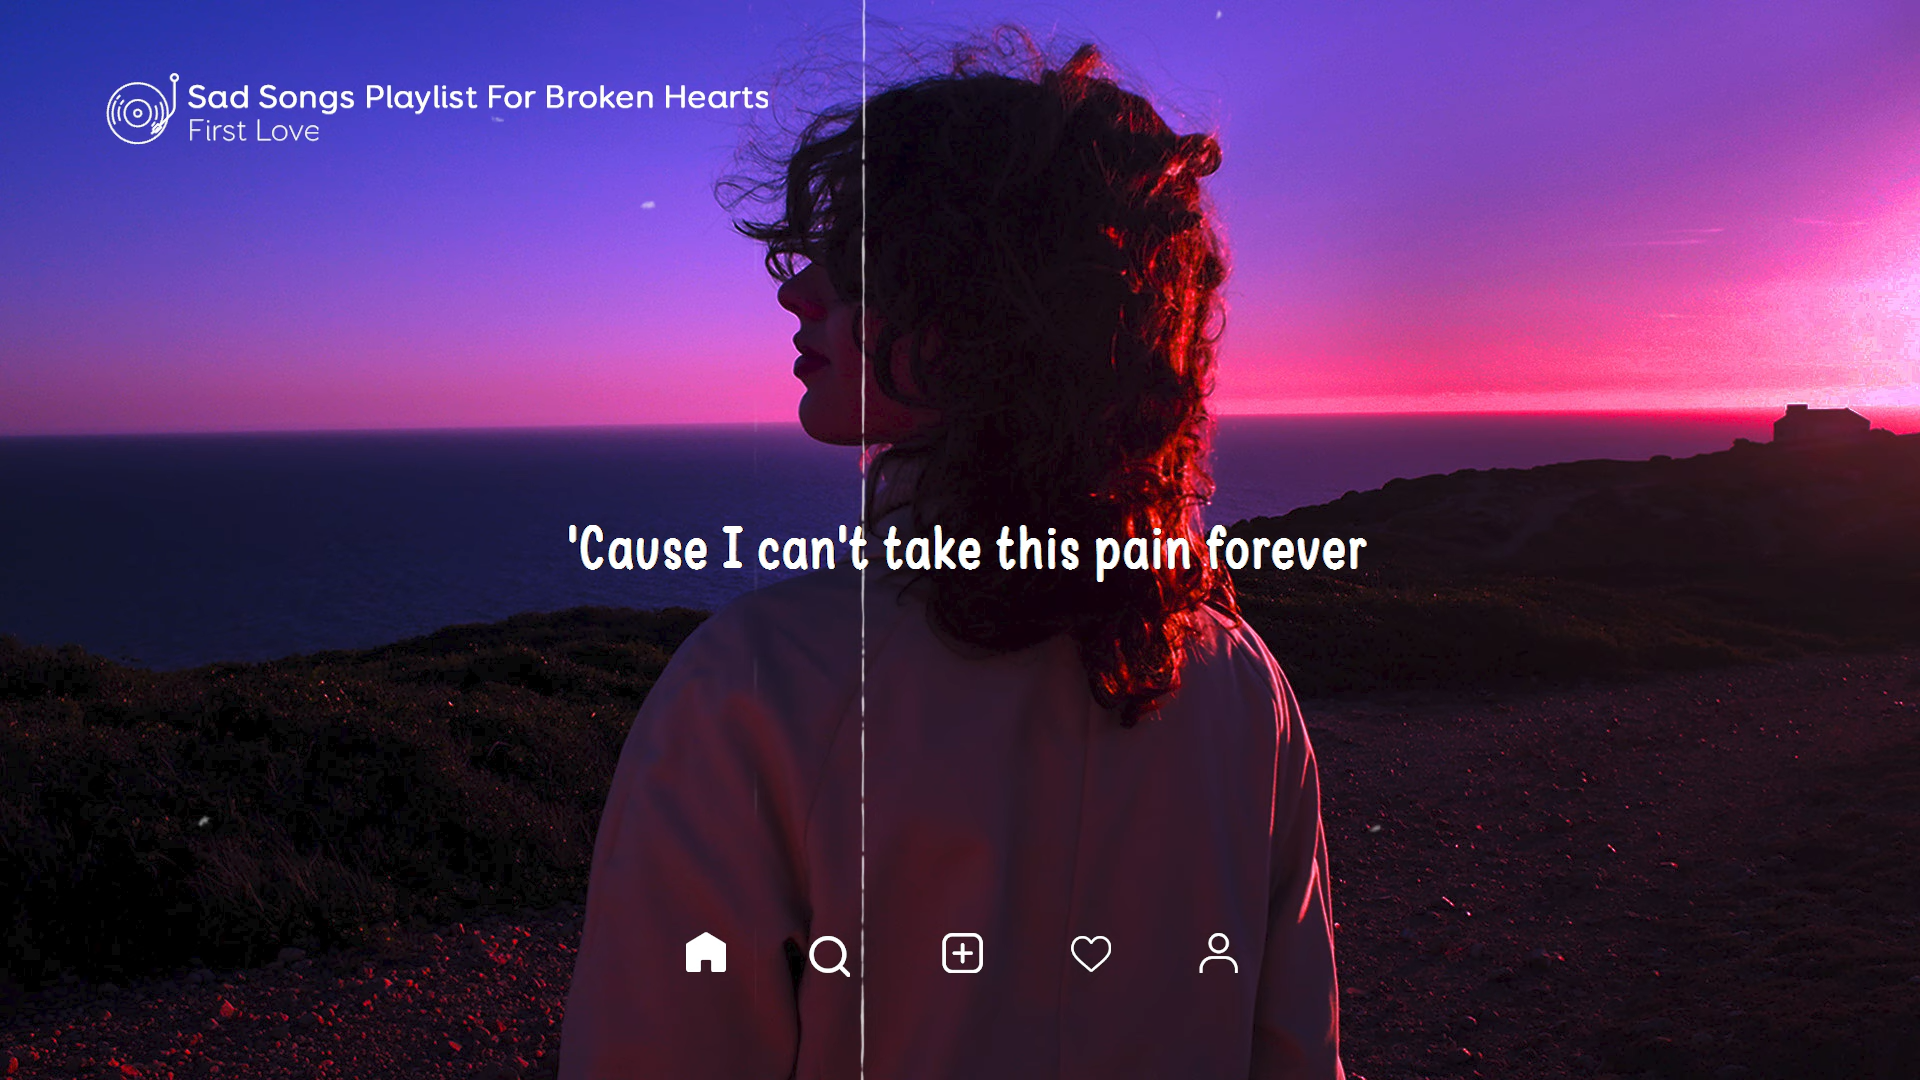 Sad Songs Playlist For Broken Hearts
First Love
'Cause I can't take this pain forever